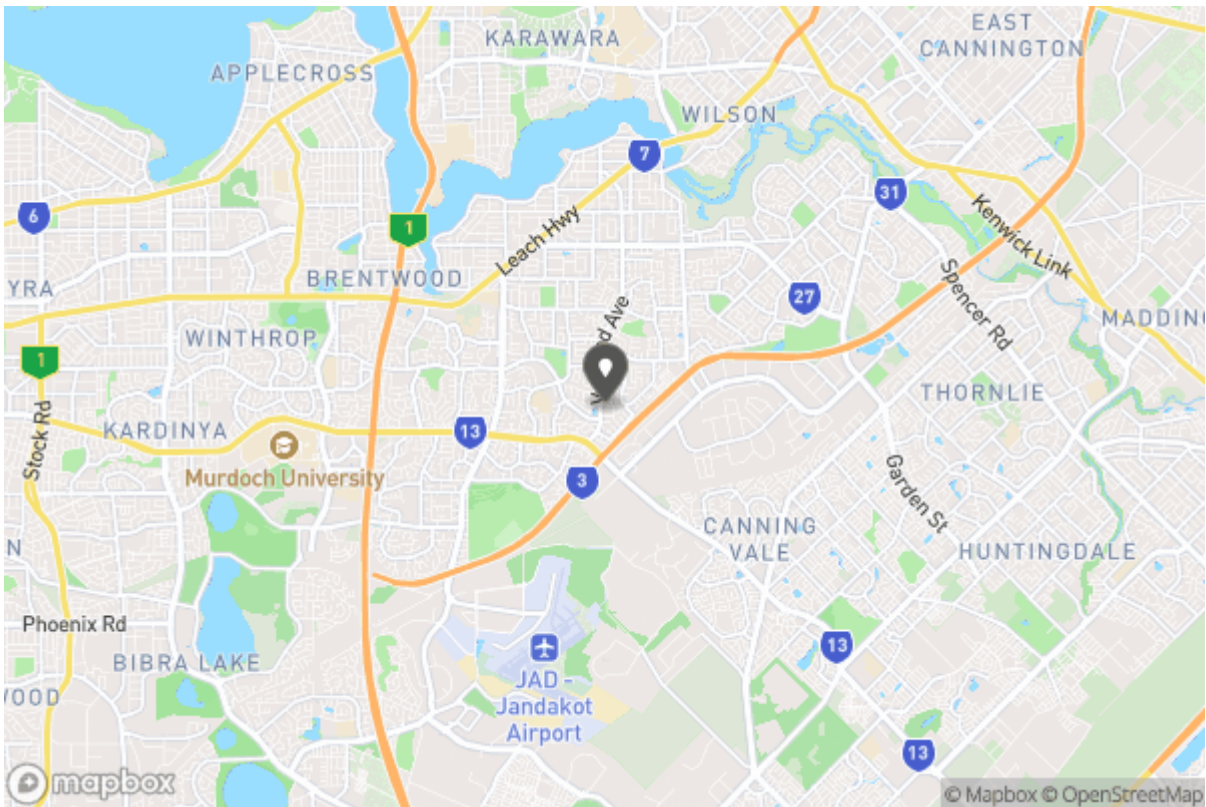 KARAWARA
EAST
CANNINGTON
APPLECROSS
WILSON
7
31
6
1
Leach Hwy
Kenwick Link
BRENTWOOD
YRA
27
Spencer Rd
d Ave
MADDING
1
WINTHROP
THORNLIE
Stock Rd
KARDINYA
13
Murdoch University
3
Garden St
CANNING
VALE
N
HUNTINGDALE
Phoenix Rd
13
BIBRA LAKE
JAD -
Jandakot
Airport
WOOD
13
mapbox
© Mapbox © OpenStreetMap